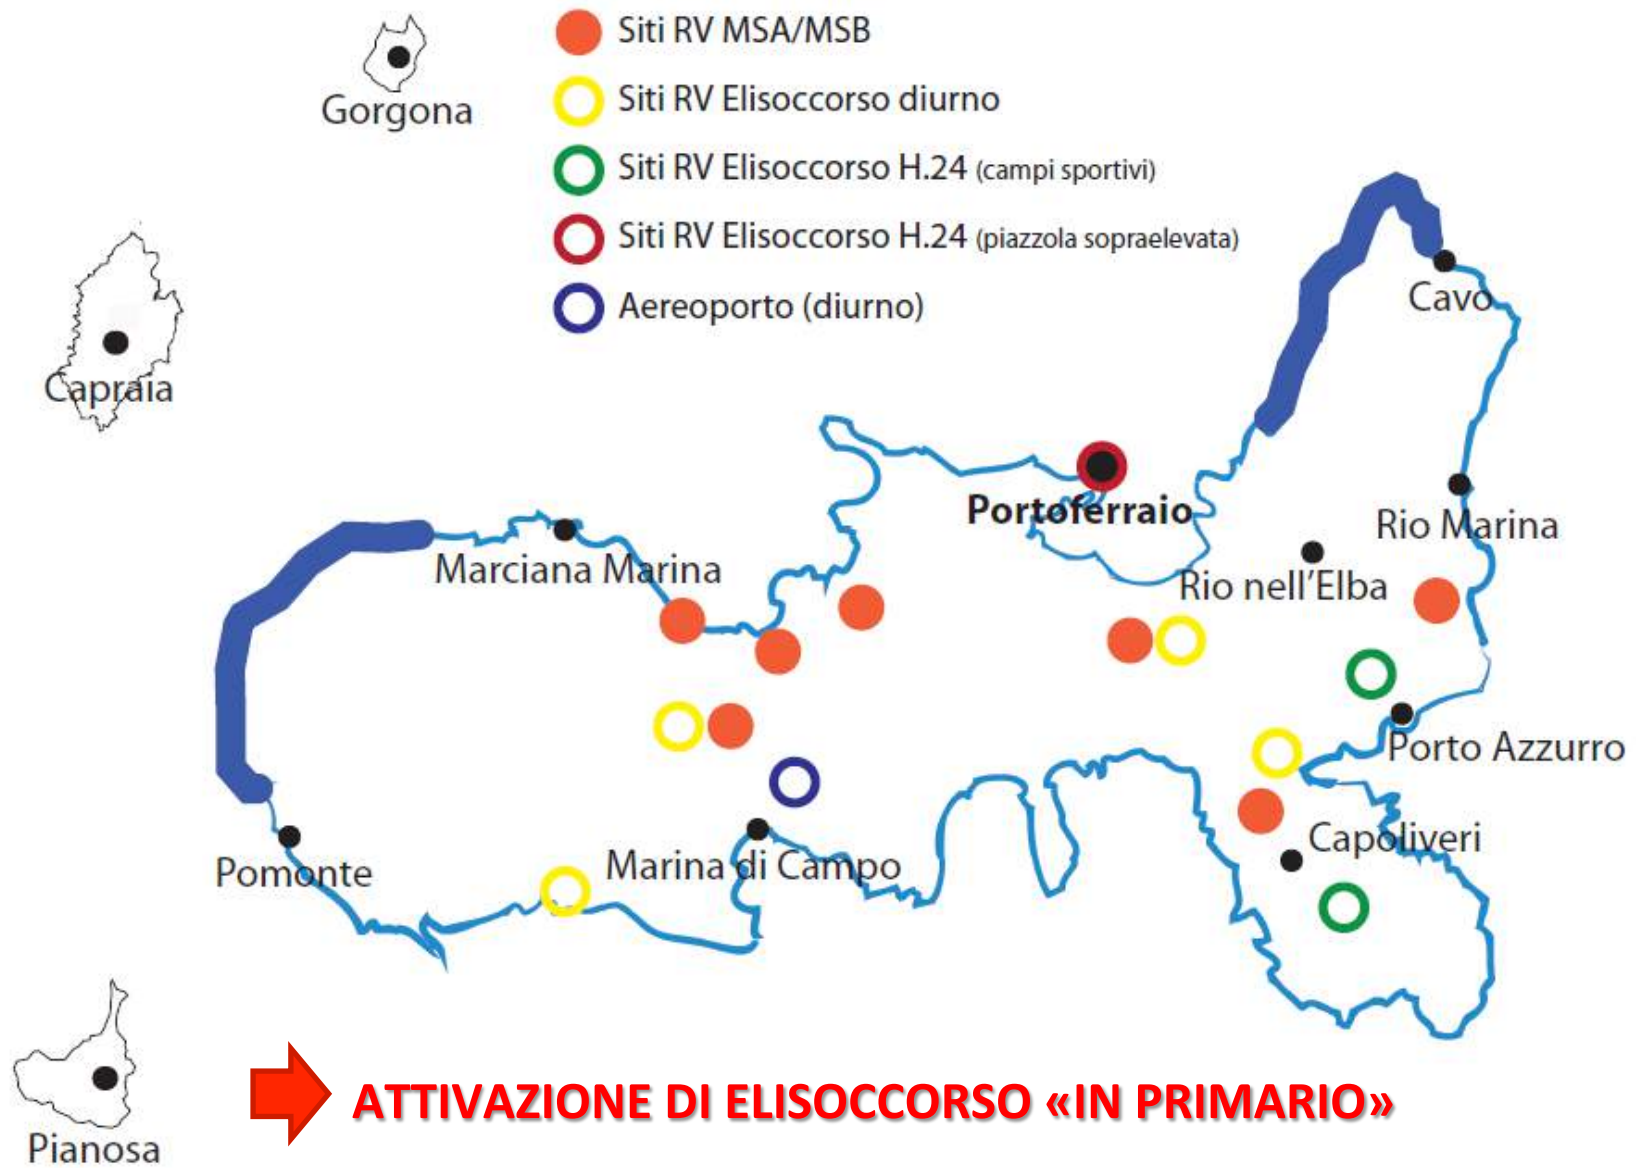 Siti RV MSA/MSB
Siti RV Elisoccorso diurno
Siti RV Elisoccorso H.24 (campi sportivi)
Siti RV Elisoccorso H.24 (piazzola sopraelevata)
Aereoporto (diurno)
Gorgona
Capraia
Cavo
Portoferraio
Rio Marina
Marciana Marina
Rio nell'Elba
Porto Azzurro
Capoliveri
Marina di Campo
Pomonte
Pianosa
ATTIVAZIONE DI ELISOCCORSO «IN PRIMARIO»